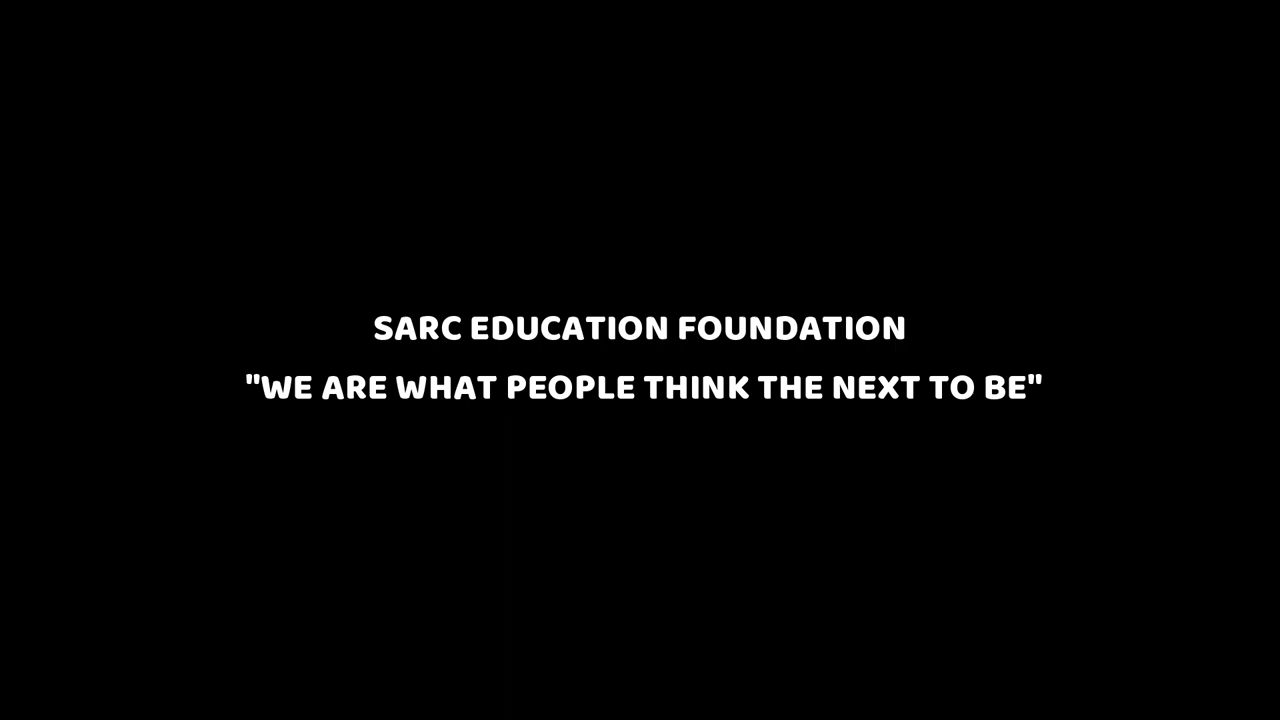 SARC EDUCATION FOUNDATION
"WE ARE WHAT PEOPLE THINK THE NEXT TO BE"